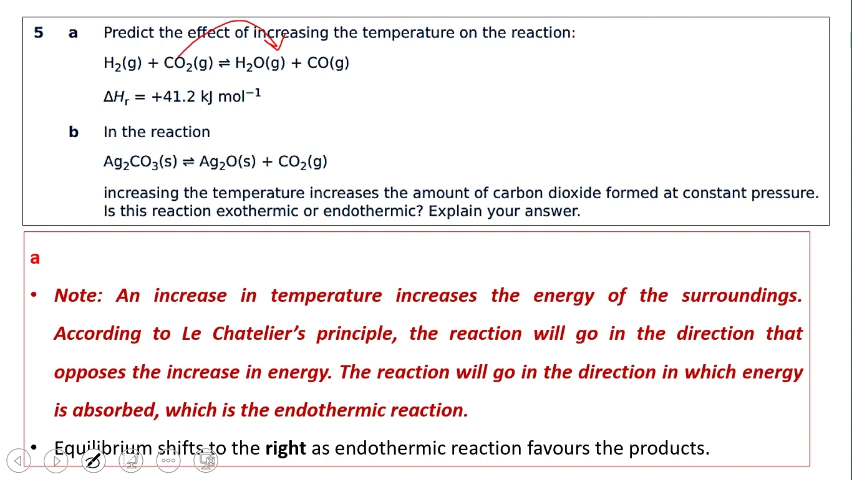 5 a Predict the effect of increasing the temperature on the reaction:
H₂(g) + CO₂(g) ⇌ H₂O(g) + CO(g)
ΔHᵣ = +41.2 kJ mol⁻¹
b In the reaction
Ag₂CO₃(s) ⇌ Ag₂O(s) + CO₂(g)
increasing the temperature increases the amount of carbon dioxide formed at constant pressure.
Is this reaction exothermic or endothermic? Explain your answer.
a
• Note: An increase in temperature increases the energy of the surroundings.
According to Le Chatelier’s principle, the reaction will go in the direction that
opposes the increase in energy. The reaction will go in the direction in which energy
is absorbed, which is the endothermic reaction.
• Equilibrium shifts to the right as endothermic reaction favours the products.